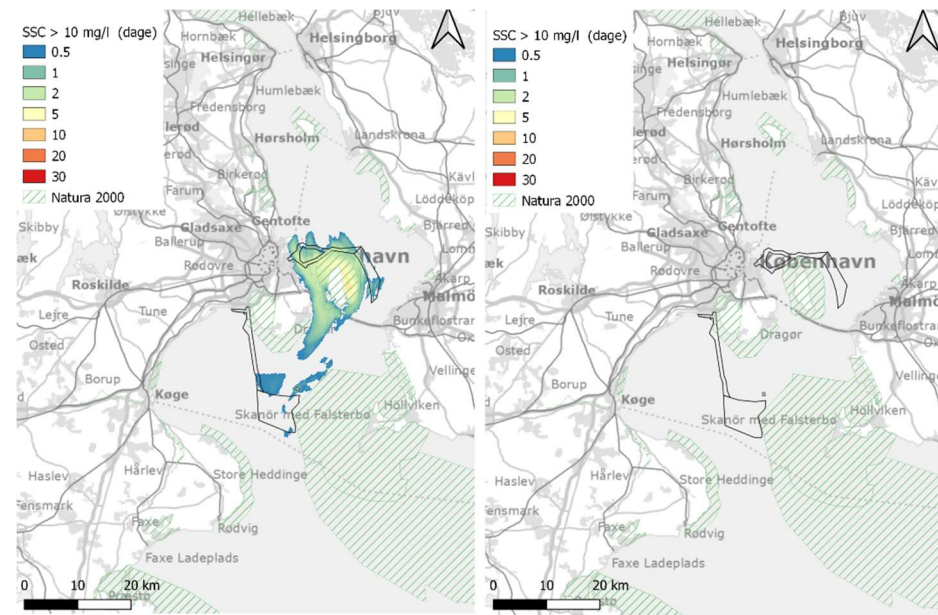 SSC > 10 mg/l (dage)
0.5
1
2
5
10
20
30
Natura 2000
Hellebæk
Hornbæk
Helsingør
Helsingborg
Humlebæk
Fredensborg
Hørsholm
Landskrona
Birkerød
Farum
Ølstykke
Skibby
Gentofte
Gladsaxe
Ballerup
Rødovre
Roskilde
havn
Lejre
Tune
Osted
Borup
Køge
Skanör med Falsterbo
Höllviken
Haslev
Hårlev
Store Heddinge
Faxe
Rødvig
Faxe Ladeplads
Præstø
0 10 20 km
SSC > 10 mg/l (dage)
0.5
1
2
5
10
20
30
Natura 2000
Hellebæk
Hornbæk
Helsingør
Helsingborg
Humlebæk
Fredensborg
Hørsholm
Landskrona
Birkerød
Farum
Ølstykke
Skibby
Gentofte
Gladsaxe
Ballerup
Rødovre
København
Roskilde
Lejre
Tune
Dragør
Osted
Borup
Køge
Skanör med Falsterbo
Höllviken
Haslev
Hårlev
Store Heddinge
Faxe
Rødvig
Faxe Ladeplads
Præstø
0 10 20 km